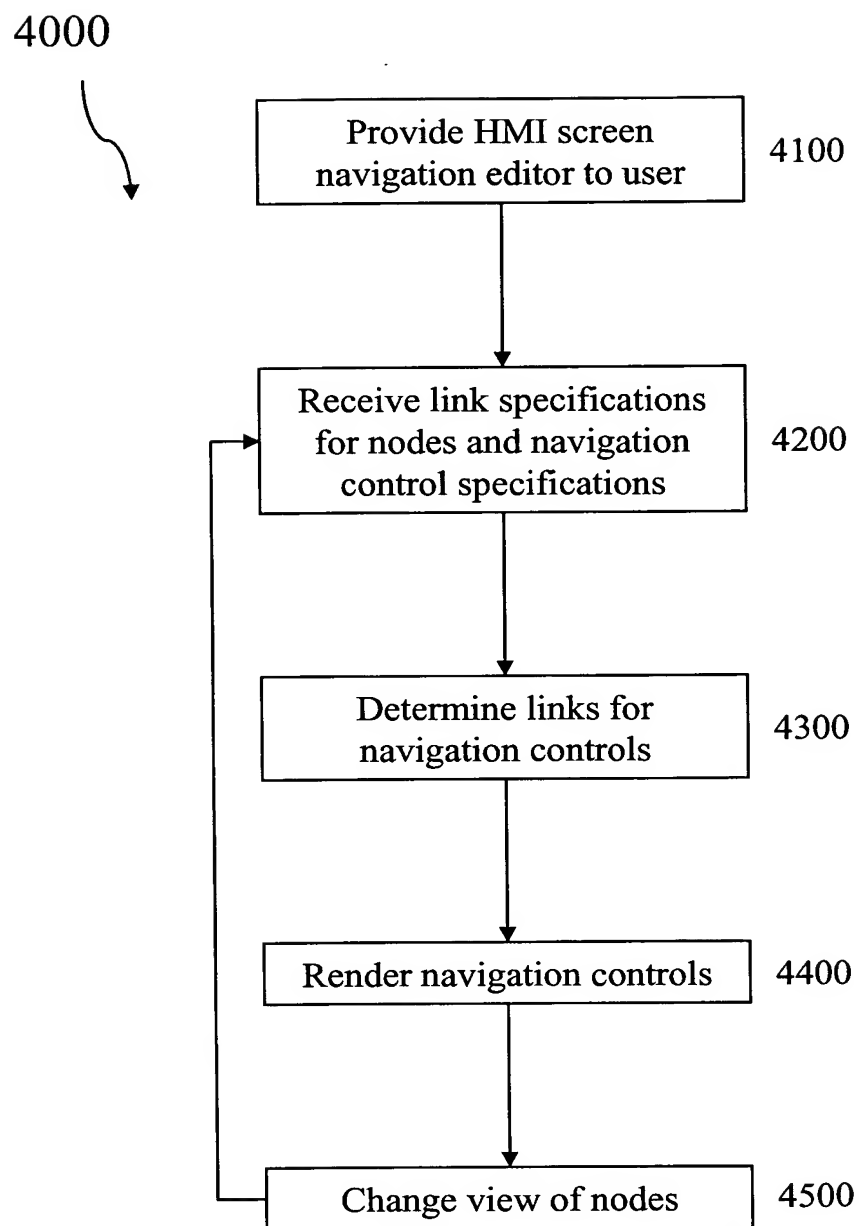 4000
Provide HMI screen
navigation editor to user
4100
Receive link specifications
for nodes and navigation
control specifications
4200
Determine links for
navigation controls
4300
Render navigation controls
4400
Change view of nodes
4500